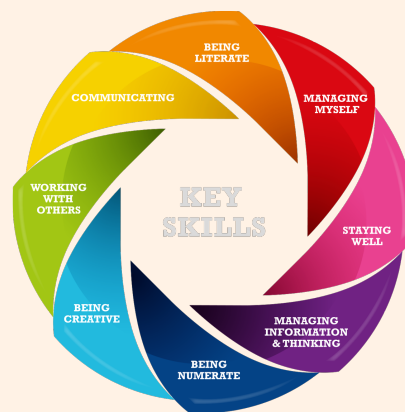 BEING
LITERATE
MANAGING
MYSELF
STAYING
WELL
MANAGING
INFORMATION
& THINKING
BEING
NUMERATE
BEING
CREATIVE
WORKING
WITH
OTHERS
COMMUNICATING
KEY
SKILLS